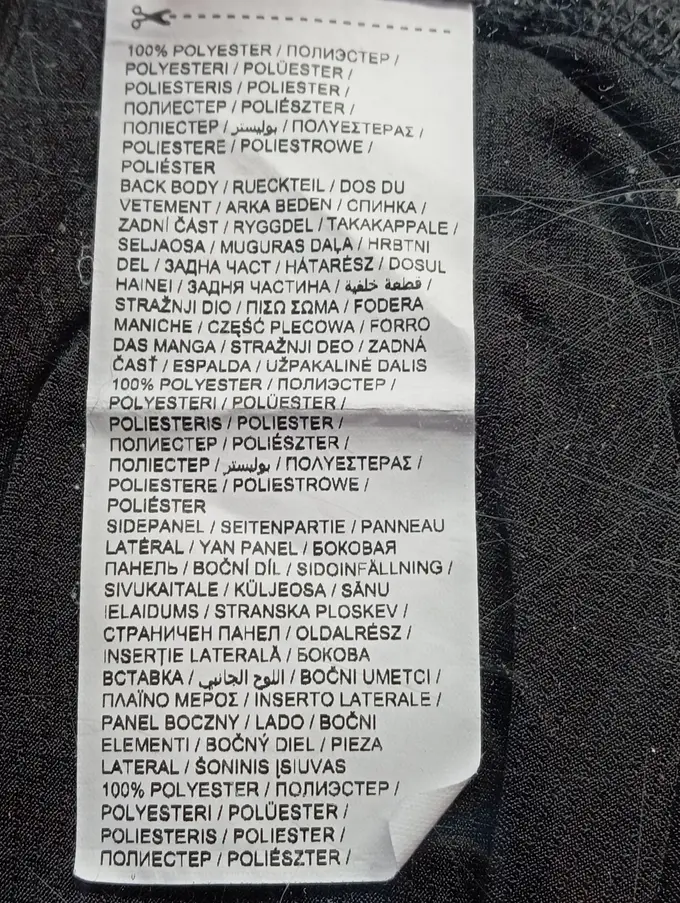 100% POLYESTER / ПОЛИЭСТЕР /
POLYESTERI / POLÜESTER /
POLIESTERIS / POLIESTER /
ПОЛИЕСТЕР / POLIÉSZTER /
ПОЛІЕСТЕР / بوليستر / ΠΟΛΥΕΣΤΕΡΑΣ /
POLIESTERE / POLIESTROWE /
POLIÉSTER
BACK BODY / RUECKTEIL / DOS DU
VETEMENT / ARKA BEDEN / СПИНКА /
ZADNÍ ČÁST / RYGGDEL / TAKAKAPPALE /
SELJAOSA / MUGURAS DAĻA / HRBTNI
DEL / ЗАДНА ЧАСТ / HÁTARÉSZ / DOSUL
HAINEI / ЗАДНЯ ЧАСТИНА / قطعة خلفية /
STRAŽNJI DIO / ΠΙΣΩ ΣΩΜΑ / FODERA
MANICHE / CZĘŚĆ PLECOWA / FORRO
DAS MANGA / STRAŽNJI DEO / ZADNÁ
ČASŤ / ESPALDA / UŽPAKALINĖ DALIS
100% POLYESTER / ПОЛИЭСТЕР /
POLYESTERI / POLÜESTER /
POLIESTERIS / POLIESTER /
ПОЛИЕСТЕР / POLIÉSZTER /
ПОЛІЕСТЕР / بوليستر / ΠΟΛΥΕΣΤΕΡΑΣ /
POLIESTERE / POLIESTROWE /
POLIÉSTER
SIDEPANEL / SEITENPARTIE / PANNEAU
LATÉRAL / YAN PANEL / БОКОВАЯ
ПАНЕЛЬ / BOČNÍ DÍL / SIDOINFÄLLNING /
SIVUKAITALE / KÜLJEOSA / SĀNU
IELAIDUMS / STRANSKA PLOSKEV /
СТРАНИЧЕН ПАНЕЛ / OLDALRÉSZ /
INSERȚIE LATERALĂ / БОКОВА
ВСТАВКА / اللوح الجانبي / BOČNI UMETCI /
ΠΛΑΪΝΟ ΜΕΡΟΣ / INSERTO LATERALE /
PANEL BOCZNY / LADO / BOČNI
ELEMENTI / BOČNÝ DIEL / PIEZA
LATERAL / ŠONINIS ĮSIUVAS
100% POLYESTER / ПОЛИЭСТЕР /
POLYESTERI / POLÜESTER /
POLIESTERIS / POLIESTER /
ПОЛИЕСТЕР / POLIÉSZTER /